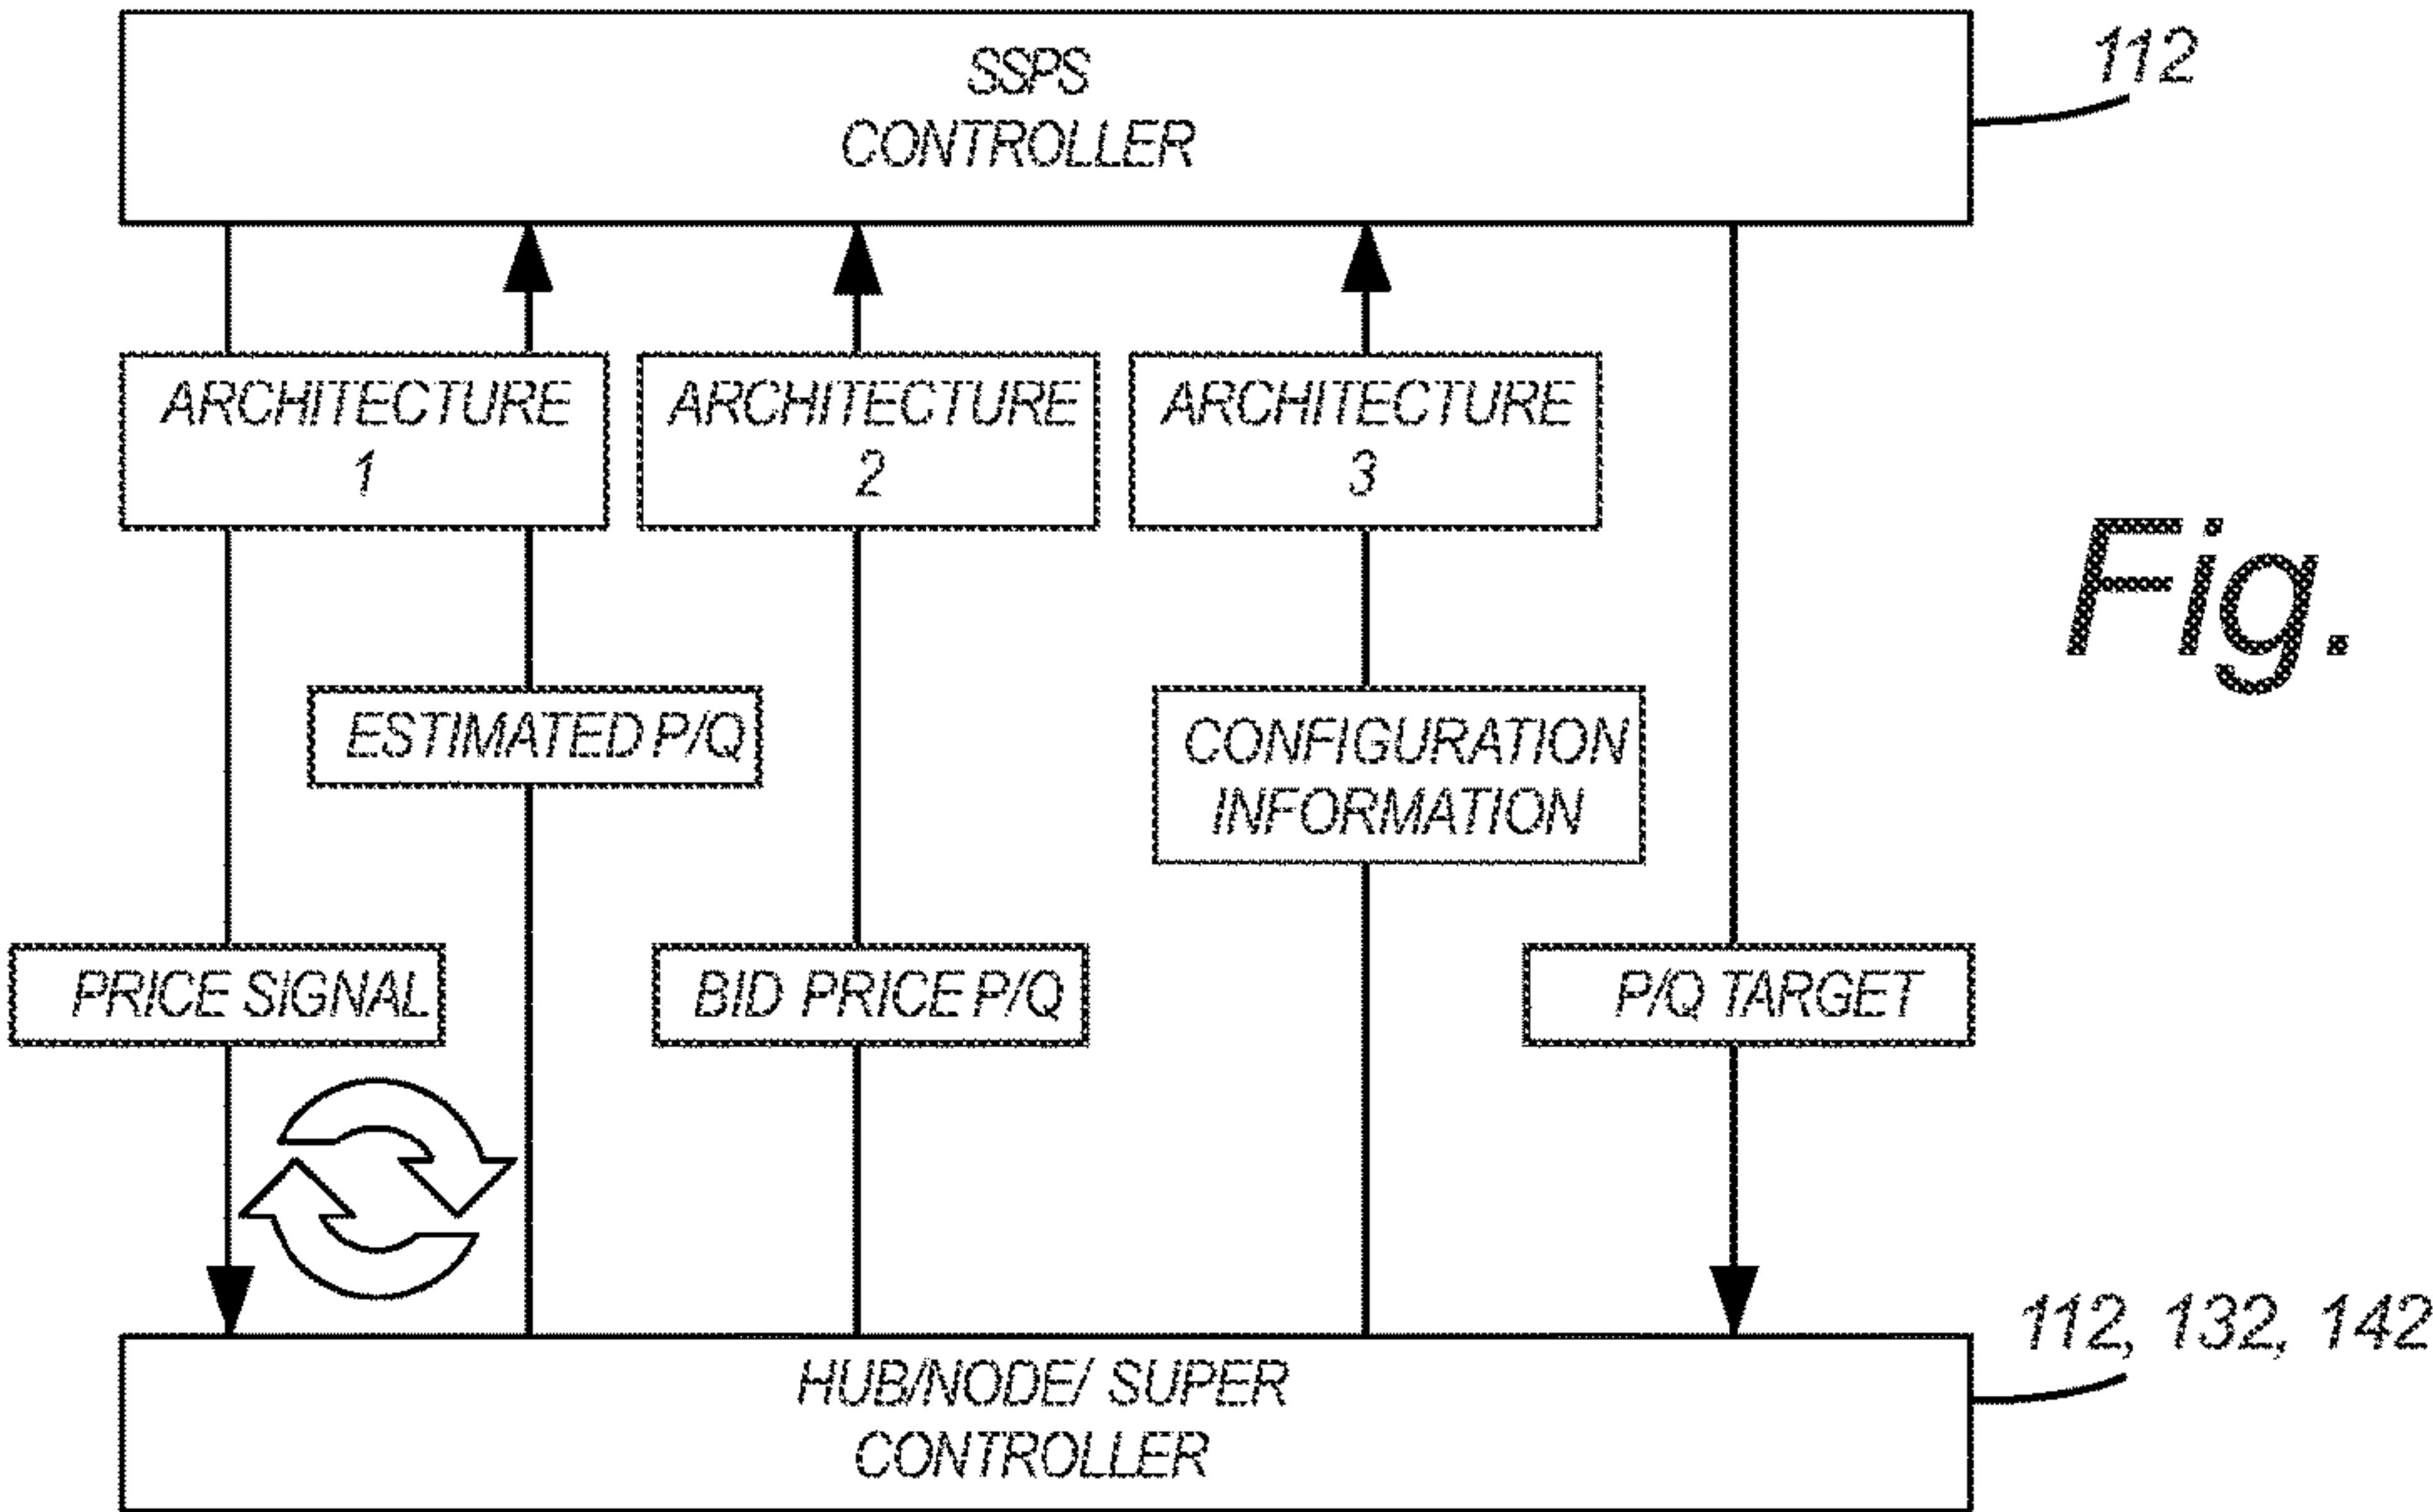 SSPS
CONTROLLER
112
ARCHITECTURE
1
ARCHITECTURE
2
ARCHITECTURE
3
Fig.
ESTIMATED P/Q
CONFIGURATION
INFORMATION
PRICE SIGNAL
BID PRICE P/Q
P/Q TARGET
112, 132, 142
HUB/NODE/ SUPER
CONTROLLER